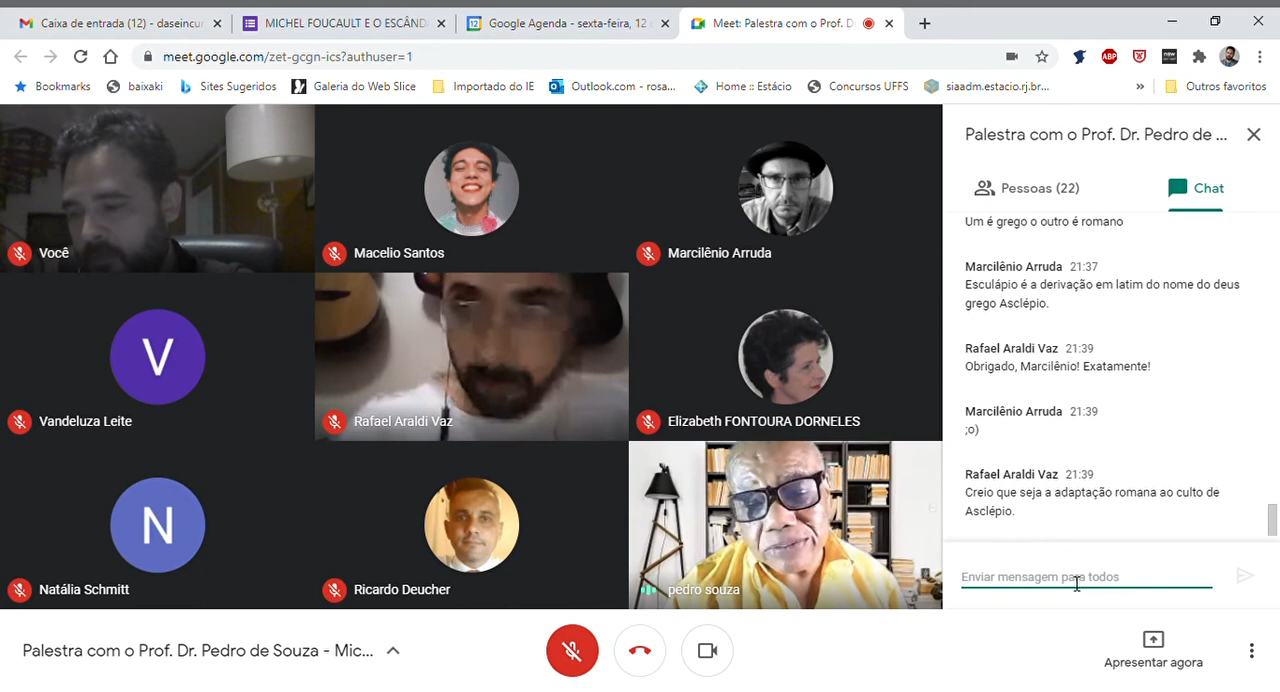 Caixa de entrada (12) - daseincur
MICHEL FOUCAULT E O ESCÂND
Google Agenda - sexta-feira, 12 c
Meet: Palestra com o Prof. D
meet.google.com/zet-gcgn-ics?authuser=1
ABP
new
Bookmarks
baixaki
Sites Sugeridos
Galeria do Web Slice
Importado do IE
Outlook.com - rosa...
Home :: Estácio
Concursos UFFS
siaadm.estacio.rj.br...
»
Outros favoritos
Você
Macelio Santos
Marcilênio Arruda
V
Vandeluza Leite
Rafael Araldi Vaz
Elizabeth FONTOURA DORNELES
N
Natália Schmitt
Ricardo Deucher
pedro souza
Palestra com o Prof. Dr. Pedro de ...
Pessoas (22)
Chat
Um é grego o outro é romano
Marcilênio Arruda 21:37
Esculápio é a derivação em latim do nome do deus
grego Asclépio.
Rafael Araldi Vaz 21:39
Obrigado, Marcilênio! Exatamente!
Marcilênio Arruda 21:39
;o)
Rafael Araldi Vaz 21:39
Creio que seja a adaptação romana ao culto de
Asclépio.
Enviar mensagem para todos
Palestra com o Prof. Dr. Pedro de Souza - Mic...
Apresentar agora